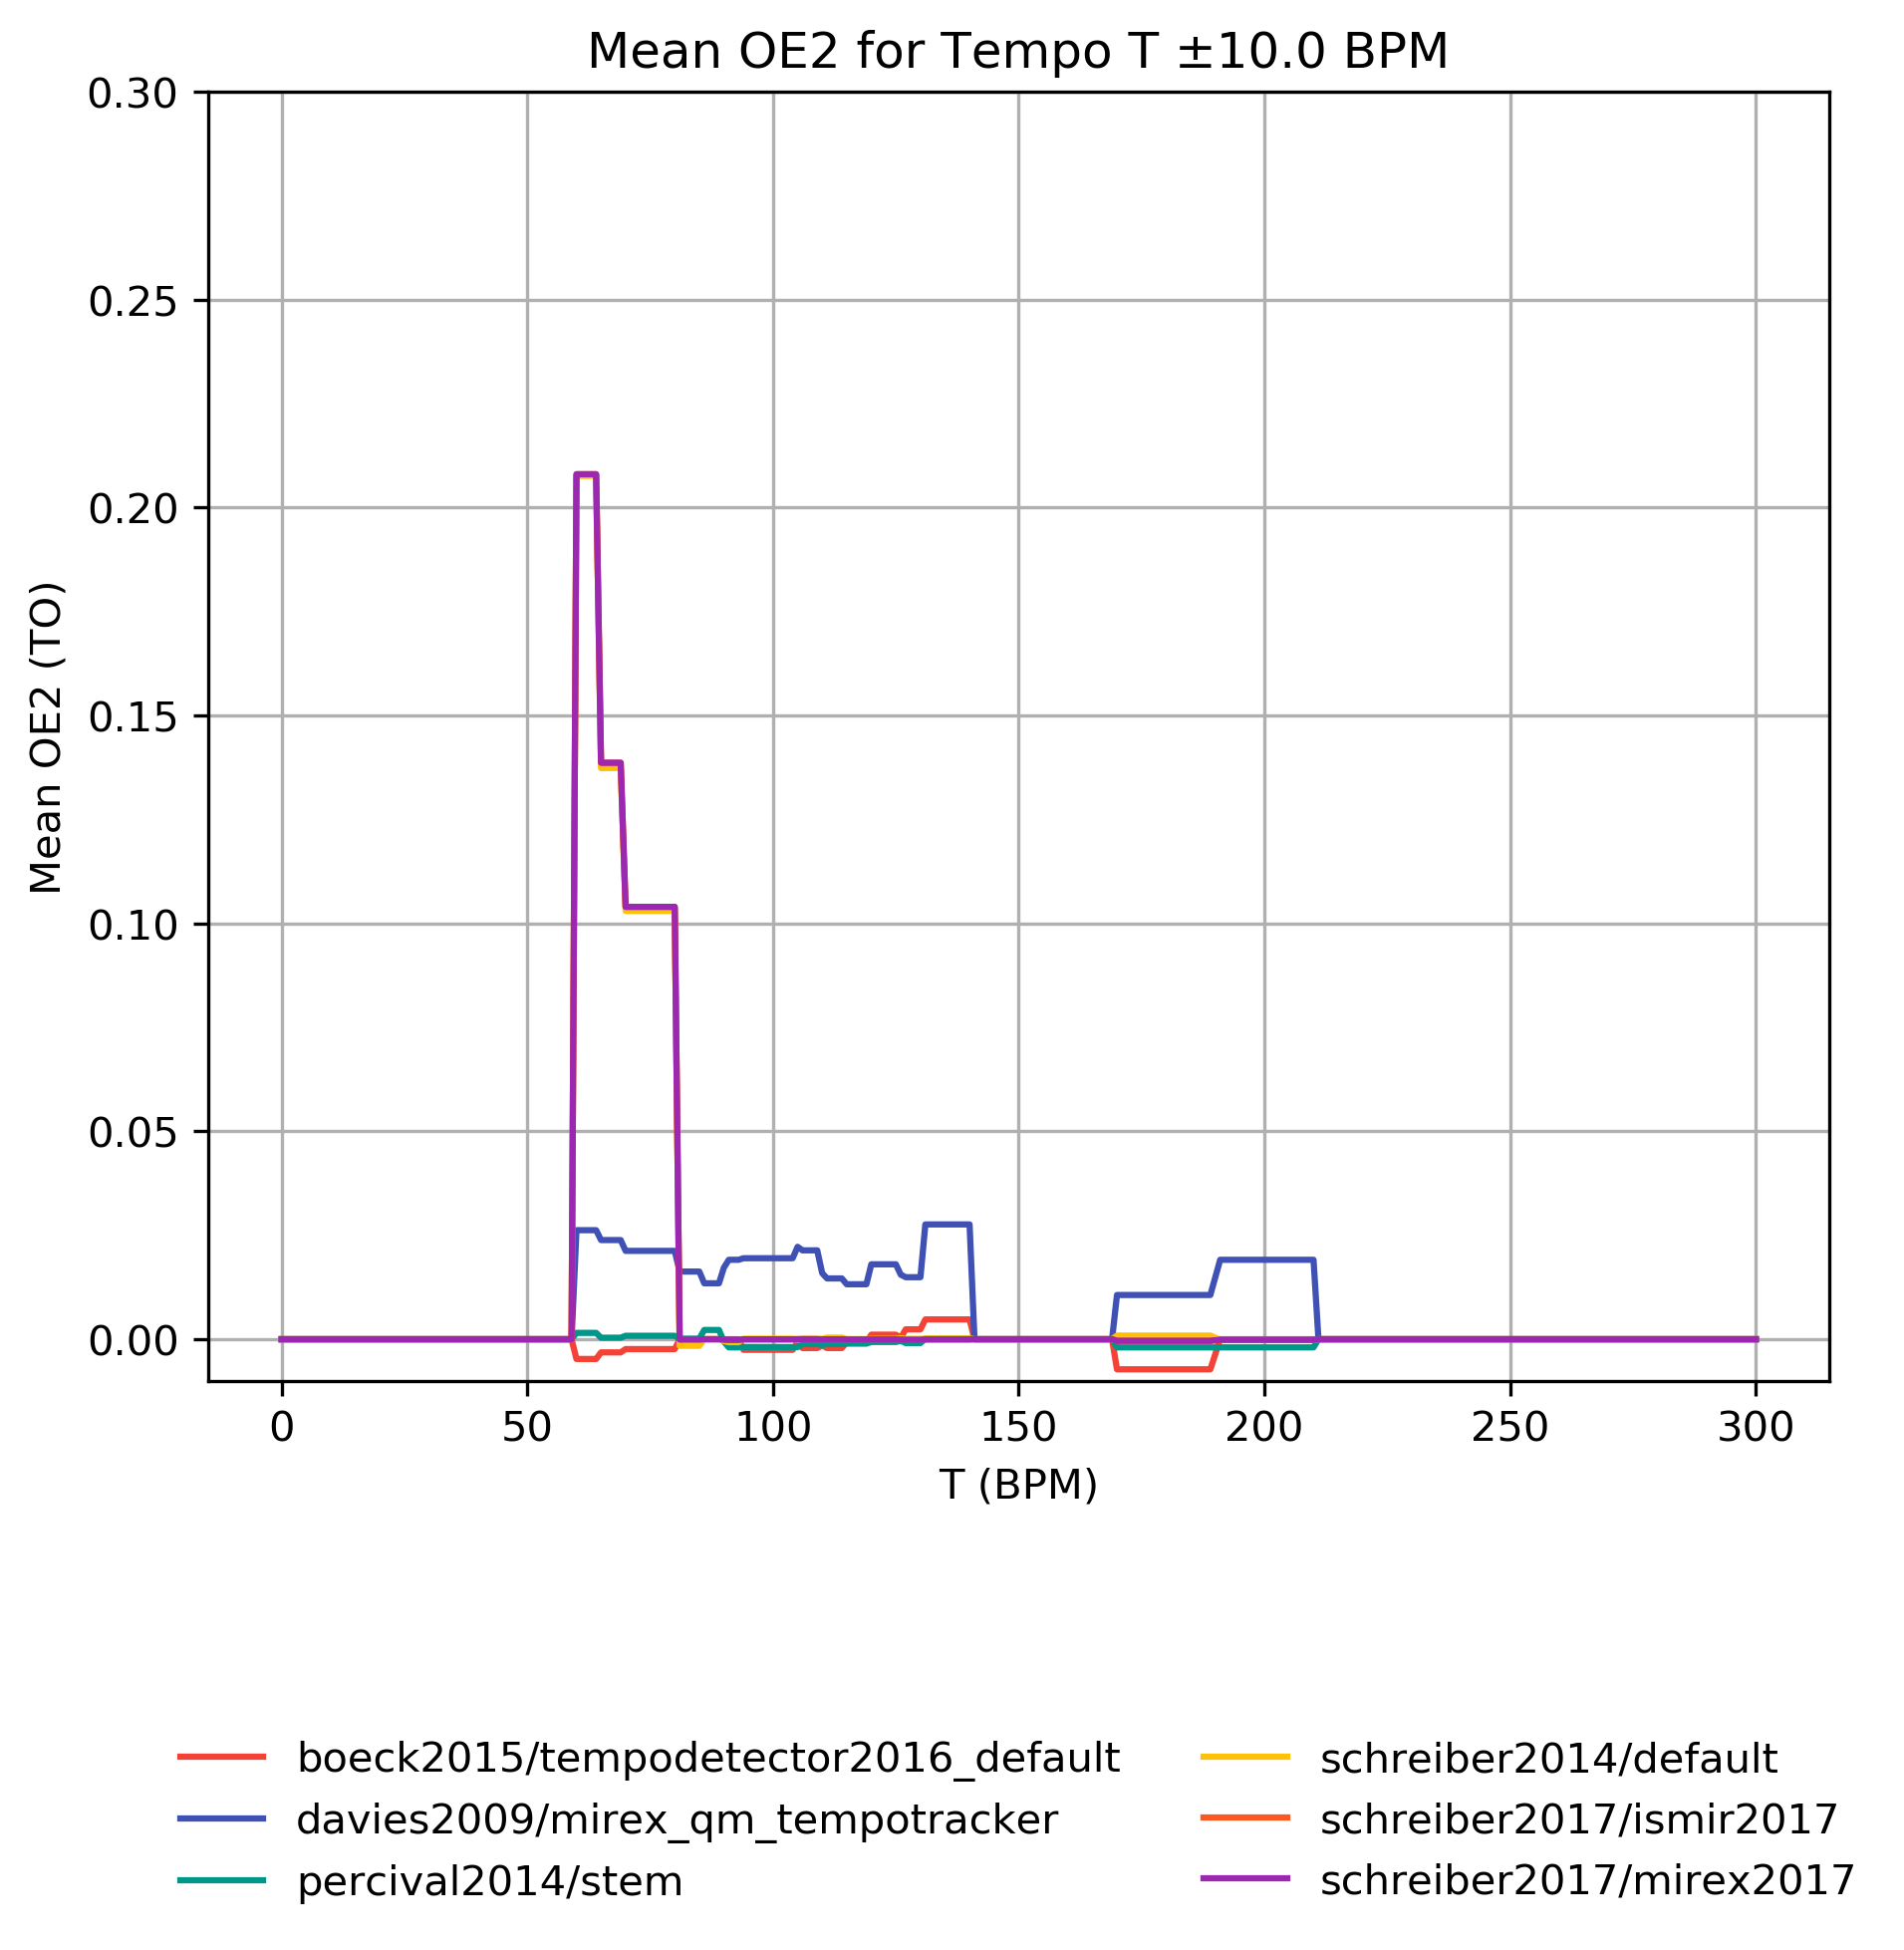 Mean OE2 for Tempo T ±10.0 BPM
0.30
0.25
0.20
0.15
0.10
0.05
0.00
Mean OE2 (TO)
0 50 100 150 200 250 300
T (BPM)
boeck2015/tempodetector2016_default
davies2009/mirex_qm_tempotracker
percival2014/stem
schreiber2014/default
schreiber2017/ismir2017
schreiber2017/mirex2017